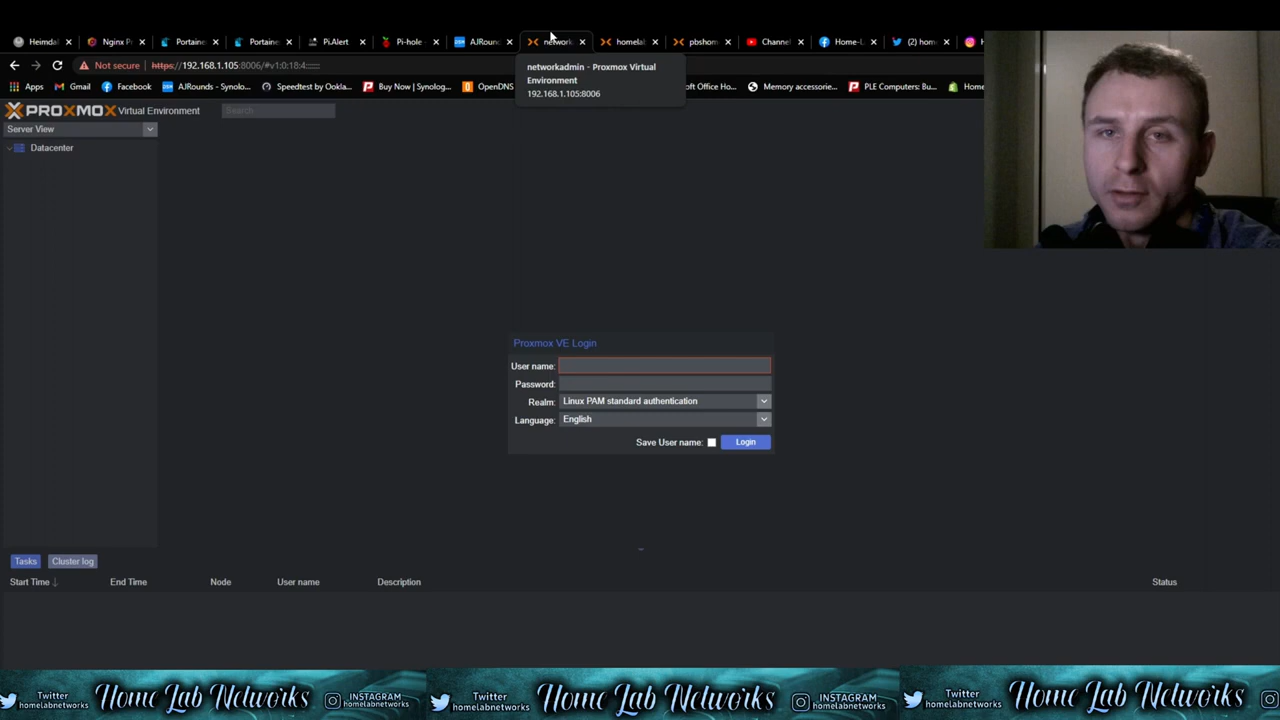 Heimdal
Nginx P
Portaine
Portaine
Pi.Alert
Pi-hole -
AJRoun
network
homela
pbshom
Channel
Home-L
(2) hom
Not secure https://192.168.1.105:8006/#v1:0:18:4:::::
networkadmin - Proxmox Virtual
Environment
192.168.1.105:8006
Apps
Gmail
Facebook
AJRounds - Synolo...
Speedtest by Ookla...
Buy Now | Synolog...
OpenDNS
oft Office Ho...
Memory accessorie...
PLE Computers: Bu...
Home
PROXMOX Virtual Environment
Search
Server View
Datacenter
Proxmox VE Login
User name:
Password:
Realm: Linux PAM standard authentication
Language: English
Save User name: Login
Tasks Cluster log
Start Time End Time Node User name Description Status
Twitter
homelabnetworks
Home Lab Networks
INSTAGRAM
homelabnetworks
Twitter
homelabnetworks
Home Lab Networks
INSTAGRAM
homelabnetworks
Twitter
homelabnetworks
Home Lab Networks